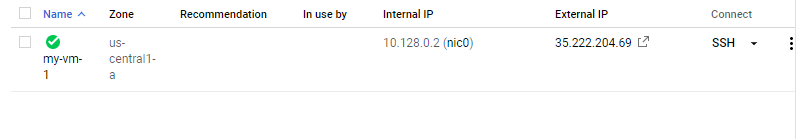 Name Zone Recommendation In use by Internal IP External IP Connect
my-vm-1 us-central1-a 10.128.0.2 (nic0) 35.222.204.69 SSH